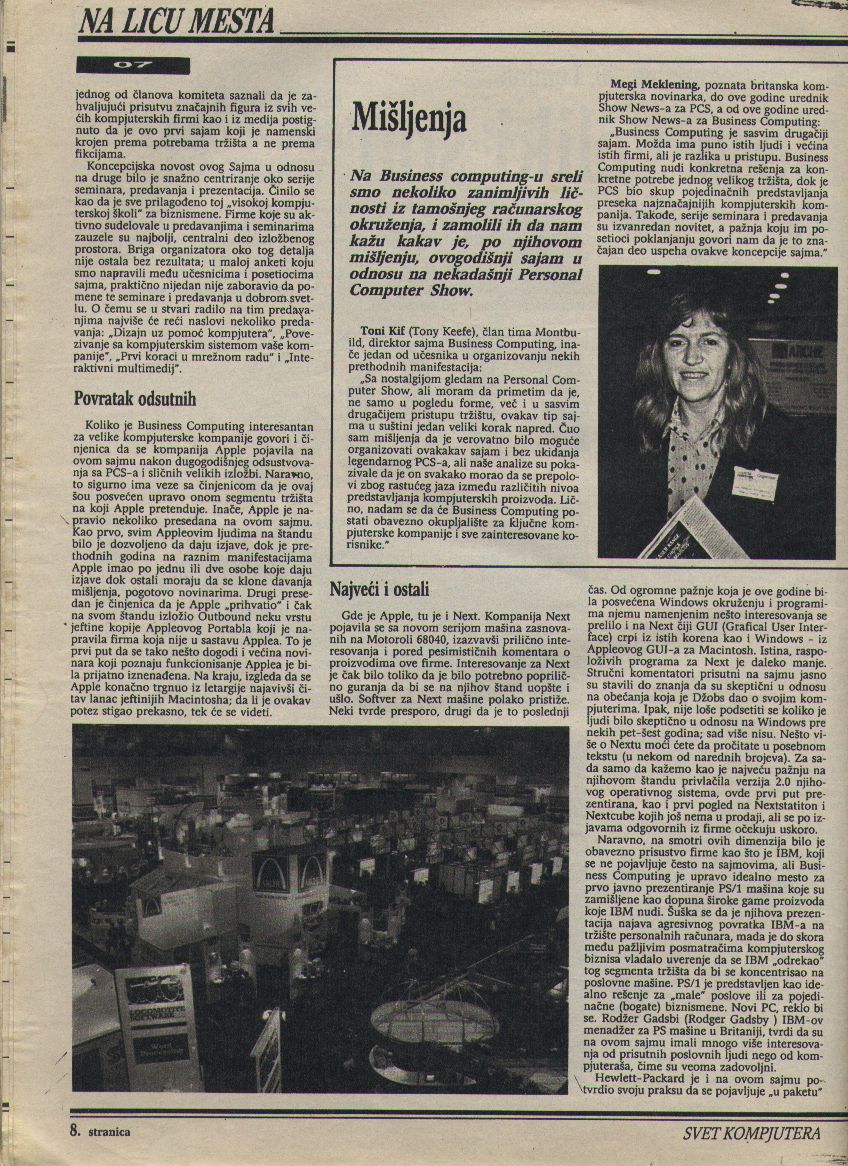 NA LICU MESTA
07
jednog od članova komiteta saznali da je za-
hvaljujući prisutvu značajnih figura iz svih ve-
ćih kompjuterskih firmi kao i iz medija postig-
nuto da je ovo prvi sajam koji je namenski
krojen prema potrebama tržišta a ne prema
fikcijama.
Koncepcijska novost ovog Sajma u odnosu
na druge bilo je snažno centriranje oko serije
seminara, predavanja i prezentacija. Činilo se
kao da je sve prilagođeno toj „visokoj kompju-
terskoj školi” za biznismene. Firme koje su ak-
tivno sudelovale u predavanjima i seminarima
zauzele su najbolji, centralni deo izložbenog
prostora. Briga organizatora oko tog detalja
nije ostala bez rezultata; u maloj anketi koju
smo napravili među učesnicima i posetiocima
sajma, praktično nijedan nije zaboravio da po-
mene te seminare i predavanja u dobrom svet-
lu. O čemu se u stvari radilo na tim predava-
njima najviše će reći naslovi nekoliko preda-
vanja: „Dizajn uz pomoć kompjutera”, „Pove-
zivanje sa kompjuterskim sistemom vaše kom-
panije”, „Prvi koraci u mrežnom radu” i „Inte-
raktivni multimedij”.
Povratak odsutnih
Koliko je Business Computing interesantan
za velike kompjuterske kompanije govori i či-
njenica da se kompanija Apple pojavila na
ovom sajmu nakon dugogodišnjeg odsustvova-
nja sa PCS-a i sličnih velikih izložbi. Naravno,
to sigurno ima veze sa činjenicom da je ovaj
šou posvećen upravo onom segmentu tržišta
na koji Apple pretenduje. Inače, Apple je na-
pravio nekoliko presedana na ovom sajmu.
Kao prvo, svim Appleovim ljudima na štandu
bilo je dozvoljeno da daju izjave, dok je pre-
thodnih godina na raznim manifestacijama
Apple imao po jednu ili dve osobe koje daju
izjave dok ostali moraju da se klone davanja
mišljenja, pogotovo novinarima. Drugi prese-
dan je činjenica da je Apple „prihvatio” i čak
na svom štandu izložio Outbound neku vrstu
jeftine kopije Appleovog Portabla koji je na-
pravila firma koja nije u sastavu Applea. To je
prvi put da se tako nešto dogodi i većina novi-
nara koji poznaju funkcionisanje Applea je bi-
la prijatno iznenađena. Na kraju, izgleda da se
Apple konačno trgnuo iz letargije najavivši či-
tav lanac jeftinijih Macintosha; da li je ovakav
potez stigao prekasno, tek će se videti.
Mišljenja
Na Business computing-u sreli
smo nekoliko zanimljivih lič-
nosti iz tamošnjeg računarskog
okruženja, i zamolili ih da nam
kažu kakav je, po njihovom
mišljenju, ovogodišnji sajam u
odnosu na nekadašnji Personal
Computer Show.
Toni Kif (Tony Keefe), član tima Montbu-
ild, direktor sajma Business Computing, ina-
če jedan od učesnika u organizovanju nekih
prethodnih manifestacija:
„Sa nostalgijom gledam na Personal Com-
puter Show, ali moram da primetim da je,
ne samo u pogledu forme, već i u sasvim
drugačijem pristupu tržištu, ovakav tip saj-
ma u suštini jedan veliki korak napred. Čuo
sam mišljenja da je verovatno bilo moguće
organizovati ovakakav sajam i bez ukidanja
legendarnog PCS-a, ali naše analize su poka-
zivale da je on svakako morao da se prepolo-
vi zbog rastućeg jaza između različitih nivoa
predstavljanja kompjuterskih proizvoda. Lič-
no, nadam se da će Business Computing po-
stati obavezno okupljalište za ključne kom-
pjuterske kompanije i sve zainteresovane ko-
risnike.”
Megi Meklening, poznata britanska kom-
pjuterska novinarka, do ove godine urednik
Show News-a za PCS, a od ove godine ured-
nik Show News-a za Business Computing:
„Business Computing je sasvim drugačiji
sajam. Možda ima puno istih ljudi i većina
istih firmi, ali je razlika u pristupu. Business
Computing nudi konkretna rešenja za kon-
kretne potrebe jednog velikog tržišta, dok je
PCS bio skup pojedinačnih predstavljanja
preseka najznačajnijih kompjuterskih kom-
panija. Takođe, serije seminara i predavanja
su izvanredan novitet, a pažnja koju im po-
setioci poklanjanju govori nam da je to zna-
čajan deo uspeha ovakve koncepcije sajma.”
ARCHE
Najveći i ostali
Gde je Apple, tu je i Next. Kompanija Next
pojavila se sa novom serijom mašina zasnova-
nih na Motoroli 68040, izazvavši prilično inte-
resovanja i pored pesimističnih komentara o
proizvodima ove firme. Interesovanje za Next
je čak bilo toliko da je bilo potrebno poprilič-
no guranja da bi se na njihov štand uopšte i
ušlo. Softver za Next mašine polako pristiže.
Neki tvrde presporo, drugi da je to poslednji
čas. Od ogromne pažnje koja je ove godine bi-
la posvećena Windows okruženju i programi-
ma njemu namenjenim nešto interesovanja se
prelilo i na Next čiji GUI (Grafical User Inter-
face) crpi iz istih korena kao i Windows - iz
Appleovog GUI-a za Macintosh. Istina, raspo-
loživih programa za Next je daleko manje.
Stručni komentatori prisutni na sajmu jasno
su stavili do znanja da su skeptični u odnosu
na obećanja koja je Džobs dao o svojim kom-
pjuterima. Ipak, nije loše podsetiti se koliko je
ljudi bilo skeptično u odnosu na Windows pre
nekih pet-šest godina; sad više nisu. Nešto vi-
še o Nextu moći ćete da pročitate u posebnom
tekstu (u nekom od narednih brojeva). Za sa-
da samo da kažemo kao je najveću pažnju na
njihovom štandu privlačila verzija 2.0 njiho-
vog operativnog sistema, ovde prvi put pre-
zentirana, kao i prvi pogled na Nextstatiton i
Nextcube kojih još nema u prodaji, ali se po iz-
javama odgovornih iz firme očekuju uskoro.
Naravno, na smotri ovih dimenzija bilo je
obavezno prisustvo firme kao što je IBM, koji
se ne pojavljuje često na sajmovima, ali Busi-
ness Computing je upravo idealno mesto za
prvo javno prezentiranje PS/1 mašina koje su
zamišljene kao dopuna široke game proizvoda
koje IBM nudi. Šuška se da je njihova prezen-
tacija najava agresivnog povratka IBM-a na
tržište personalnih računara, mada je do skora
među pažljivim posmatračima kompjuterskog
biznisa vladalo uverenje da se IBM „odrekao”
tog segmenta tržišta da bi se koncentrisao na
poslovne mašine. PS/1 je predstavljen kao ide-
alno rešenje za „male” poslove ili za pojedi-
načne (bogate) biznismene. Novi PC, reklo bi
se. Rodžer Gadsbi (Rodger Gadsby ) IBM-ov
menadžer za PS mašine u Britaniji, tvrdi da su
na ovom sajmu imali mnogo više interesova-
nja od prisutnih poslovnih ljudi nego od kom-
pjuteraša, čime su veoma zadovoljni.
Hewlett-Packard je i na ovom sajmu po-
tvrdio svoju praksu da se pojavljuje „u paketu”
LOCOMOTIVE
SOFTWARE
Word
Processing
8. stranica
SVET KOMPJUTERA